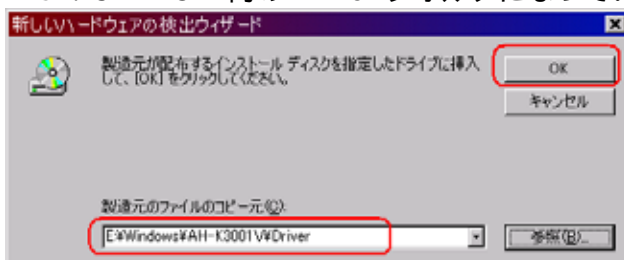 新しいハードウェアの検出ウィザード
製造元が配布するインストール ディスクを指定したドライブに挿入
して、[OK] をクリックしてください。
OK
キャンセル
製造元のファイルのコピー元(C):
E:¥Windows¥AH-K3001V¥Driver
参照(B)...